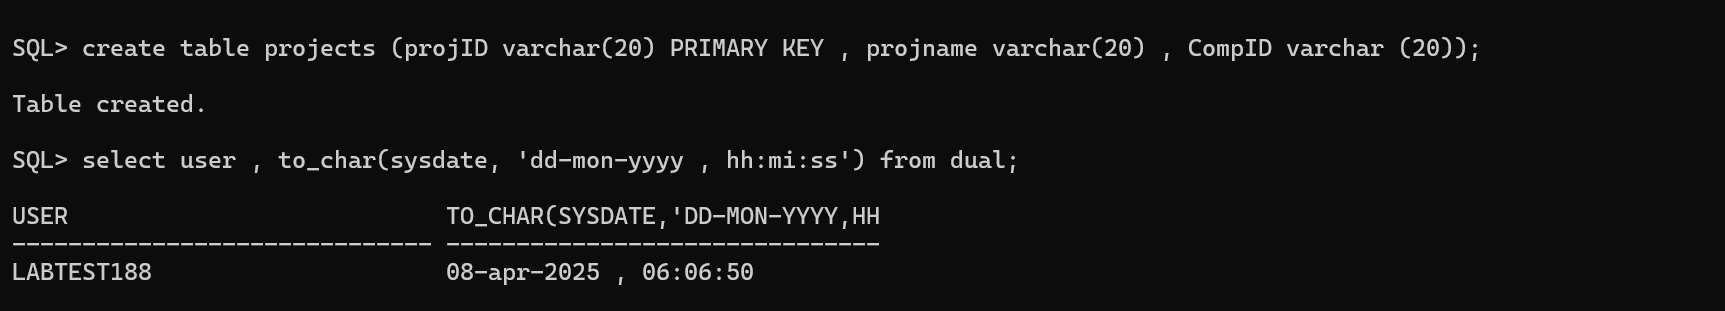 SQL> create table projects (projID varchar(20) PRIMARY KEY , projname varchar(20) , CompID varchar (20));
Table created.
SQL> select user , to_char(sysdate, 'dd-mon-yyyy , hh:mi:ss') from dual;
USER                           TO_CHAR(SYSDATE,'DD-MON-YYYY,HH
------------------------------ -------------------------------
LABTEST188                     08-apr-2025 , 06:06:50